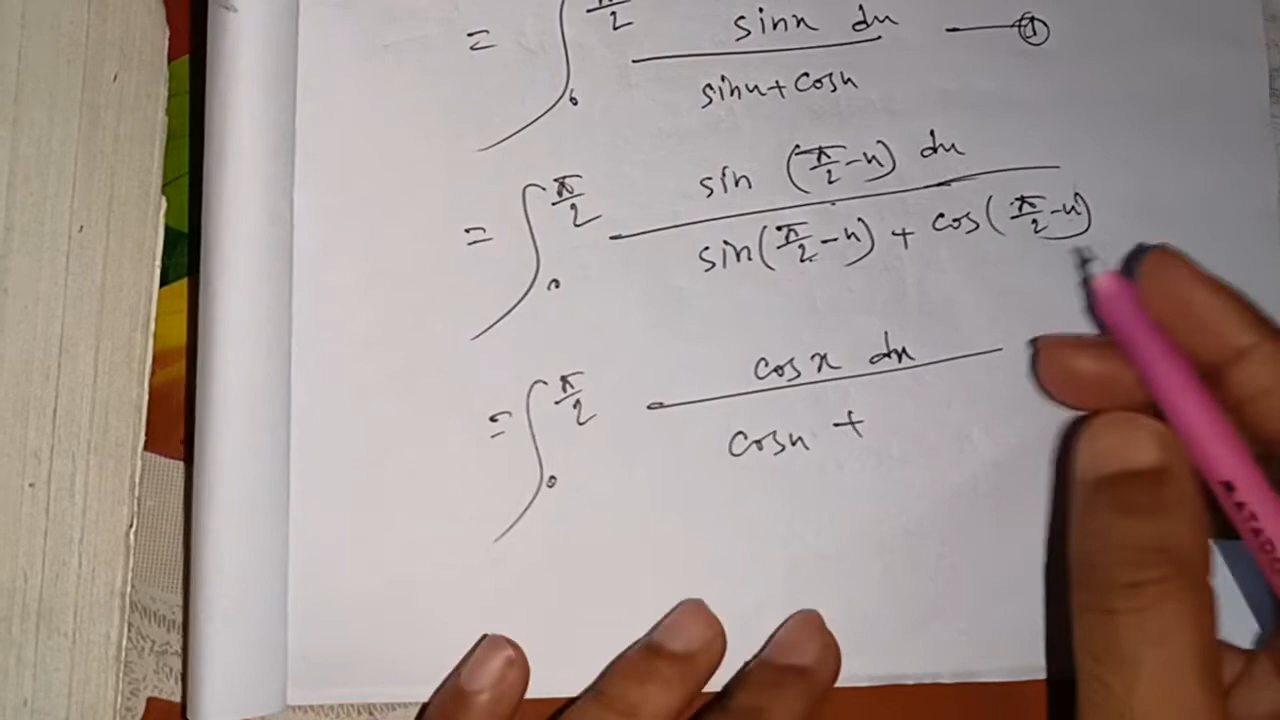 = ∫₀^(π/2) sinx dx / sinx + cosx — ①
= ∫₀^(π/2) sin (π/2 - x) dx / sin(π/2 - x) + cos(π/2 - x)
= ∫₀^(π/2) cosx dx / cosx +
MATADO